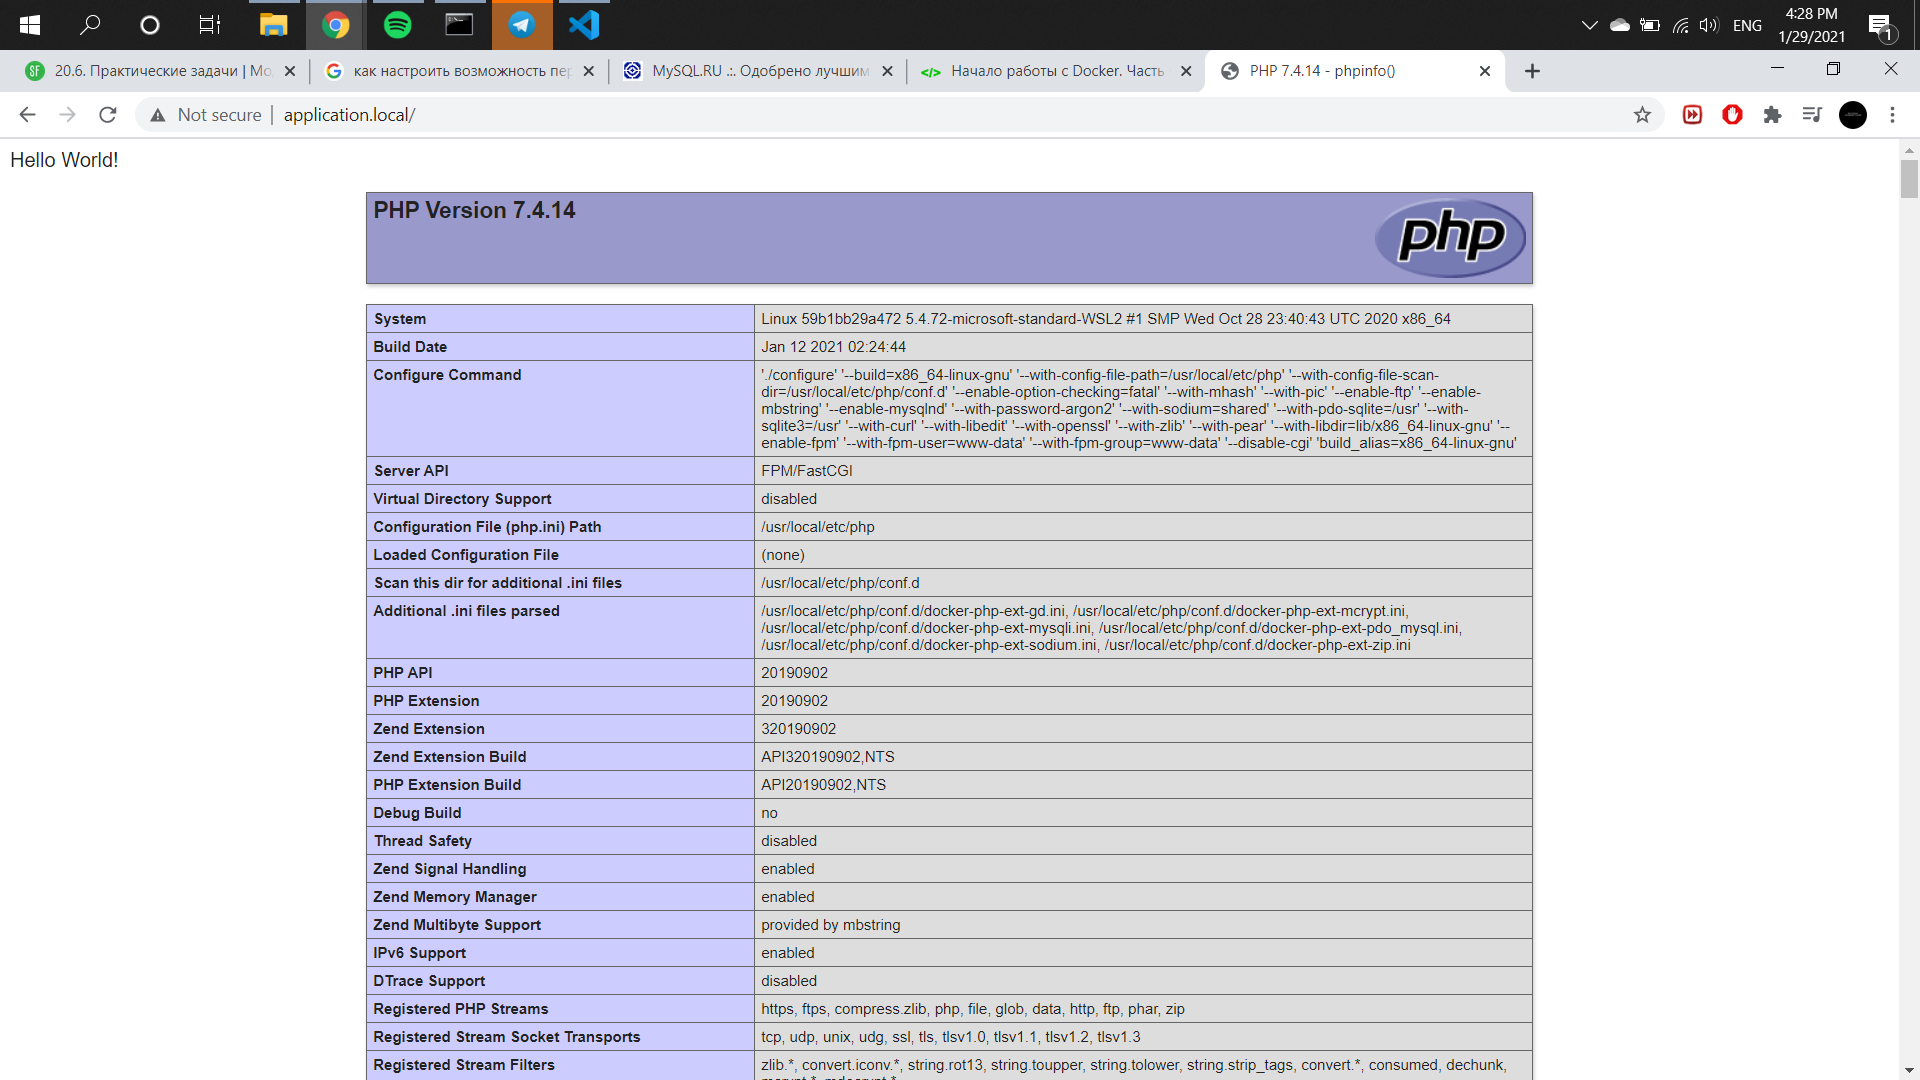 ENG
4:28 PM
1/29/2021
1
SF
20.6. Практические задачи | Мо
как настроить возможность пер
MySQL.RU .:. Одобрено лучшим
Начало работы с Docker. Часть
PHP 7.4.14 - phpinfo()
Not secure
application.local/
Hello World!
PHP Version 7.4.14
php
System Linux 59b1bb29a472 5.4.72-microsoft-standard-WSL2 #1 SMP Wed Oct 28 23:40:43 UTC 2020 x86_64
Build Date Jan 12 2021 02:24:44
Configure Command './configure' '--build=x86_64-linux-gnu' '--with-config-file-path=/usr/local/etc/php' '--with-config-file-scan-
dir=/usr/local/etc/php/conf.d' '--enable-option-checking=fatal' '--with-mhash' '--with-pic' '--enable-ftp' '--enable-
mbstring' '--enable-mysqlnd' '--with-password-argon2' '--with-sodium=shared' '--with-pdo-sqlite=/usr' '--with-
sqlite3=/usr' '--with-curl' '--with-libedit' '--with-openssl' '--with-zlib' '--with-pear' '--with-libdir=lib/x86_64-linux-gnu' '--
enable-fpm' '--with-fpm-user=www-data' '--with-fpm-group=www-data' '--disable-cgi' 'build_alias=x86_64-linux-gnu'
Server API FPM/FastCGI
Virtual Directory Support disabled
Configuration File (php.ini) Path /usr/local/etc/php
Loaded Configuration File (none)
Scan this dir for additional .ini files /usr/local/etc/php/conf.d
Additional .ini files parsed /usr/local/etc/php/conf.d/docker-php-ext-gd.ini, /usr/local/etc/php/conf.d/docker-php-ext-mcrypt.ini,
/usr/local/etc/php/conf.d/docker-php-ext-mysqli.ini, /usr/local/etc/php/conf.d/docker-php-ext-pdo_mysql.ini,
/usr/local/etc/php/conf.d/docker-php-ext-sodium.ini, /usr/local/etc/php/conf.d/docker-php-ext-zip.ini
PHP API 20190902
PHP Extension 20190902
Zend Extension 320190902
Zend Extension Build API320190902,NTS
PHP Extension Build API20190902,NTS
Debug Build no
Thread Safety disabled
Zend Signal Handling enabled
Zend Memory Manager enabled
Zend Multibyte Support provided by mbstring
IPv6 Support enabled
DTrace Support disabled
Registered PHP Streams https, ftps, compress.zlib, php, file, glob, data, http, ftp, phar, zip
Registered Stream Socket Transports tcp, udp, unix, udg, ssl, tls, tlsv1.0, tlsv1.1, tlsv1.2, tlsv1.3
Registered Stream Filters zlib.*, convert.iconv.*, string.rot13, string.toupper, string.tolower, string.strip_tags, convert.*, consumed, dechunk,